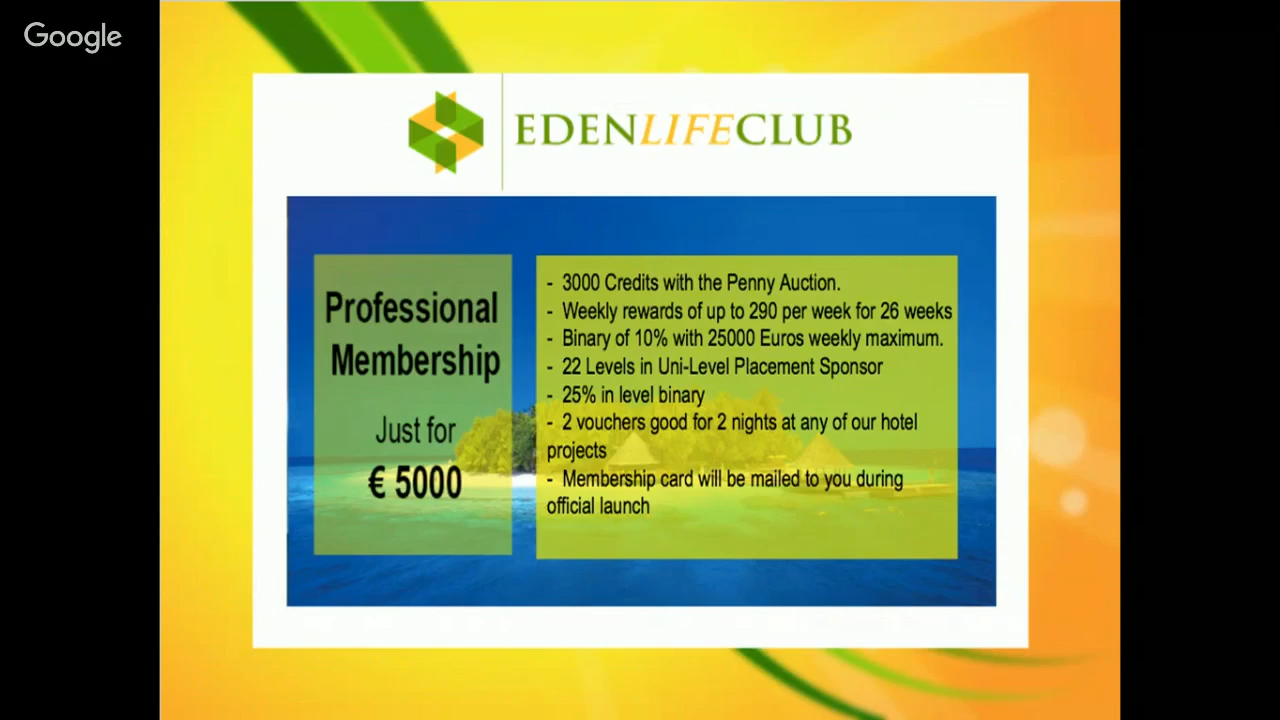 Google
EDENLIFECLUB
Professional
Membership
Just for
€ 5000
- 3000 Credits with the Penny Auction.
- Weekly rewards of up to 290 per week for 26 weeks
- Binary of 10% with 25000 Euros weekly maximum.
- 22 Levels in Uni-Level Placement Sponsor
- 25% in level binary
- 2 vouchers good for 2 nights at any of our hotel
projects
- Membership card will be mailed to you during
official launch